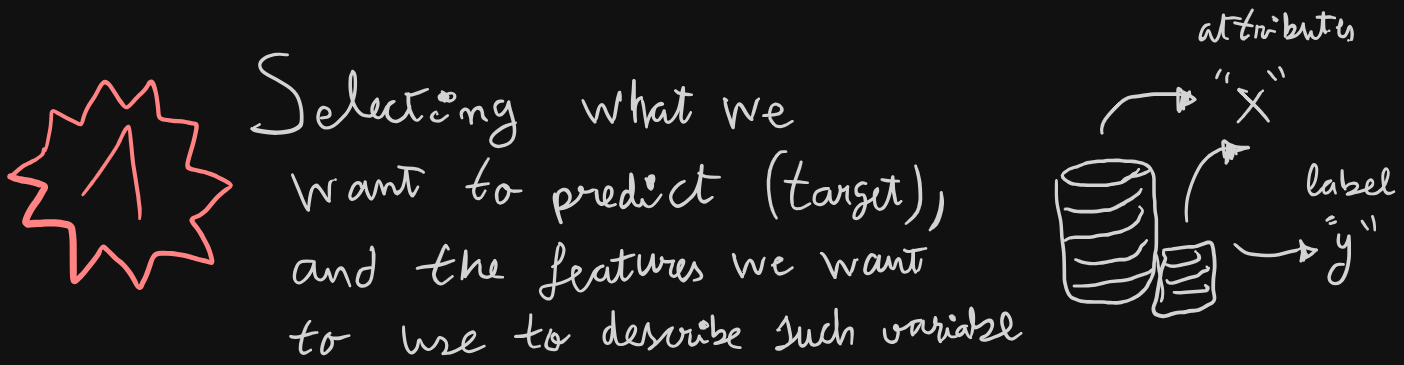 1
Selecting what we
want to predict (target),
and the features we want
to use to describe such variable
attributes
"X"
label
"y"